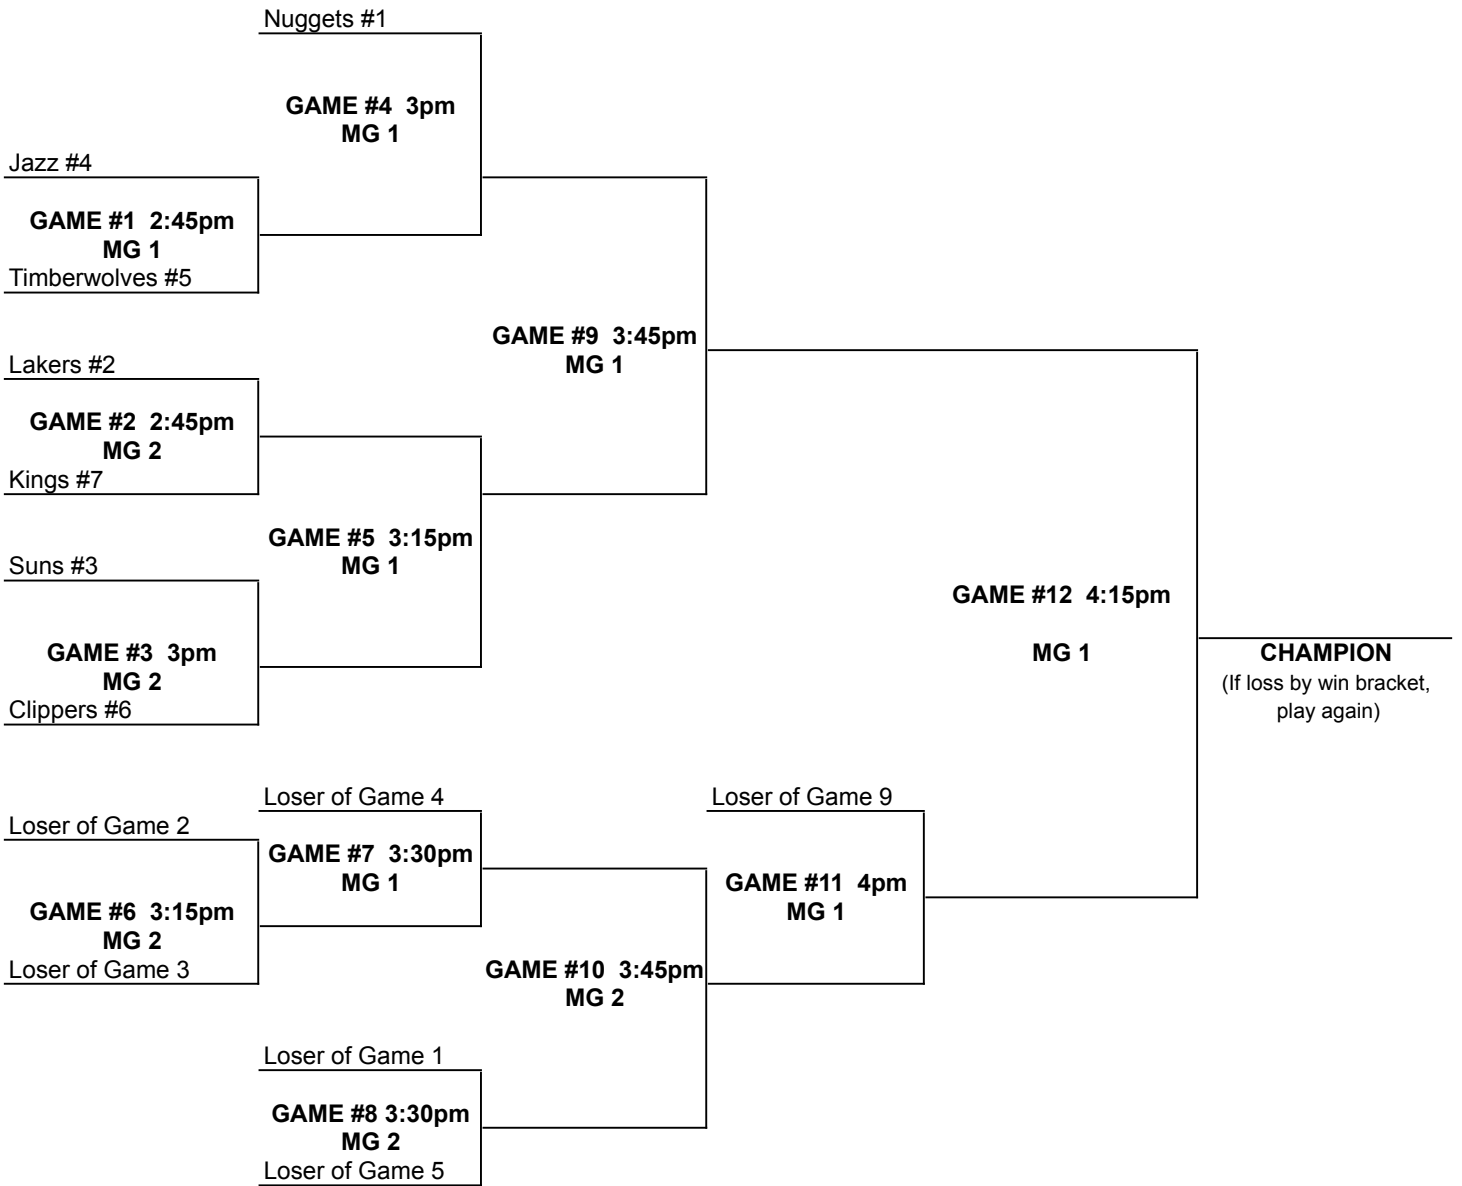 Nuggets #1
GAME #4 3pm
MG 1
Jazz #4
GAME #1 2:45pm
MG 1
Timberwolves #5
GAME #9 3:45pm
MG 1
Lakers #2
GAME #2 2:45pm
MG 2
Kings #7
GAME #5 3:15pm
MG 1
Suns #3
GAME #3 3pm
MG 2
Clippers #6
GAME #12 4:15pm
MG 1
CHAMPION
(If loss by win bracket,
play again)
Loser of Game 4
Loser of Game 9
Loser of Game 2
GAME #7 3:30pm
MG 1
GAME #11 4pm
MG 1
GAME #6 3:15pm
MG 2
Loser of Game 3
GAME #10 3:45pm
MG 2
Loser of Game 1
GAME #8 3:30pm
MG 2
Loser of Game 5